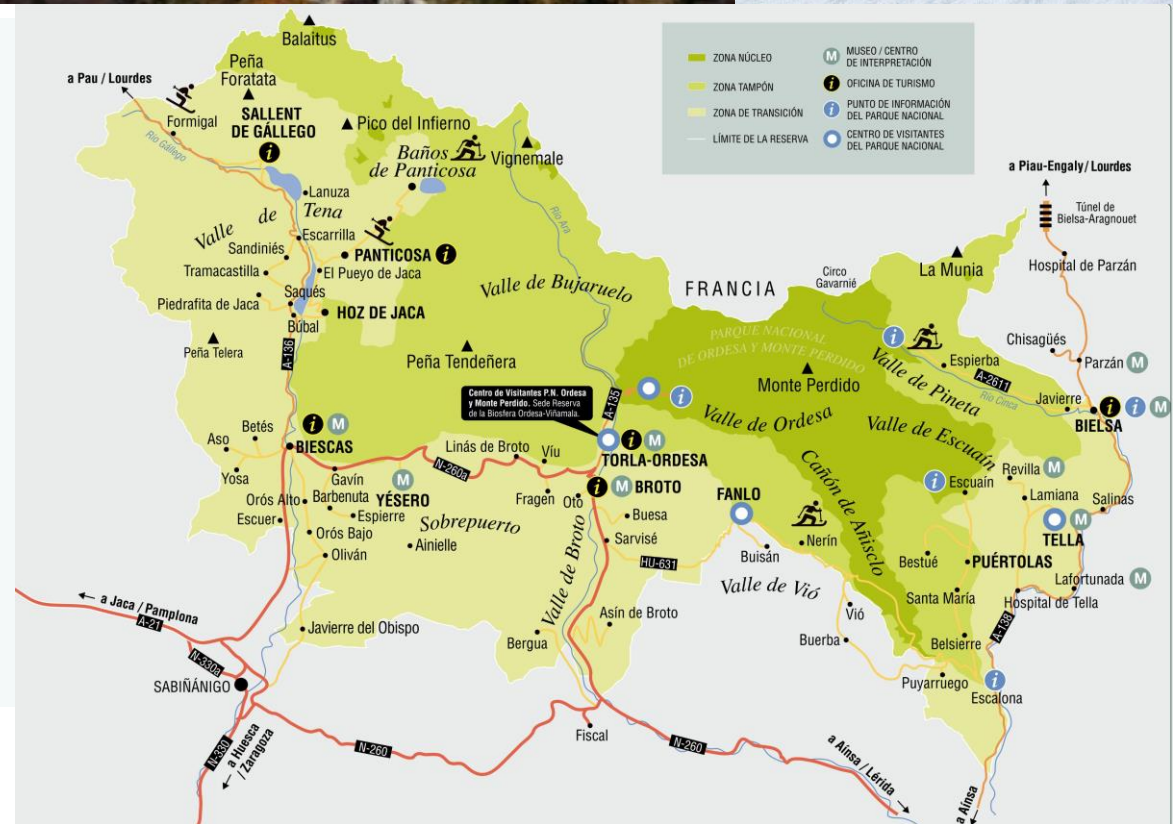 Balaitus
Peña
Foratata
a Pau / Lourdes
Formigal
SALLENT
DE GÁLLEGO
Río Gállego
Pico del Infierno
Baños
de Panticosa
Vignemale
Lanuza
Valle de Tena
Escarrilla
Sandiniés
PANTICOSA
Tramacastilla
El Pueyo de Jaca
Piedrafita de Jaca
Saqués
HOZ DE JACA
Búbal
Peña Telera
A-136
Río Ara
Valle de Bujaruelo
Peña Tendeñera
ZONA NÚCLEO
ZONA TAMPÓN
ZONA DE TRANSICIÓN
LÍMITE DE LA RESERVA
M MUSEO / CENTRO
DE INTERPRETACIÓN
i OFICINA DE TURISMO
i PUNTO DE INFORMACIÓN
DEL PARQUE NACIONAL
CENTRO DE VISITANTES
DEL PARQUE NACIONAL
a Piau-Engaly / Lourdes
Túnel de
Bielsa-Aragnouet
Hospital de Parzán
La Munia
Circo
Gavarnié
FRANCIA
PARQUE NACIONAL
DE ORDESA Y MONTE PERDIDO
Monte Perdido
Chisagüés
Parzán M
Espierba
A-2611
Valle de Pineta
Río Cinca
Javierre
BIELSA
i i M
Centro de Visitantes P.N. Ordesa
y Monte Perdido. Sede Reserva
de la Biosfera Ordesa-Viñamala.
A-135
i
Valle de Ordesa
Valle de Escuaín
Revilla M
i Escuaín
Lamiana
Salinas
TELLA M
Cañón de Añisclo
i M
BIESCAS
Betés
Aso
Yosa
Linás de Broto
Víu
i M
TORLA-ORDESA
N-260a
Gavín
M
YÉSERO
Fragen
Oto
i M BROTO
FANLO
Orós Alto
Barbenuta
Escuer
Espierre
Sobrepuerto
Ainielle
Orós Bajo
Oliván
Buesa
Sarvisé
HU-631
Buisán
Nerín
Valle de Vió
Valle de Broto
Bestué
PUÉRTOLAS
Santa María
Lafortunada M
Hospital de Tella
A-138
Vió
Buerba
Belsierre
Puyarruego
i
Escalona
Asín de Broto
Bergua
Javierre del Obispo
a Jaca / Pamplona
A-21
N-330a
SABIÑÁNIGO
N-330
a Huesca
/ Zaragoza
N-260
Fiscal
N-260
a Aínsa / Lérida
a Aínsa